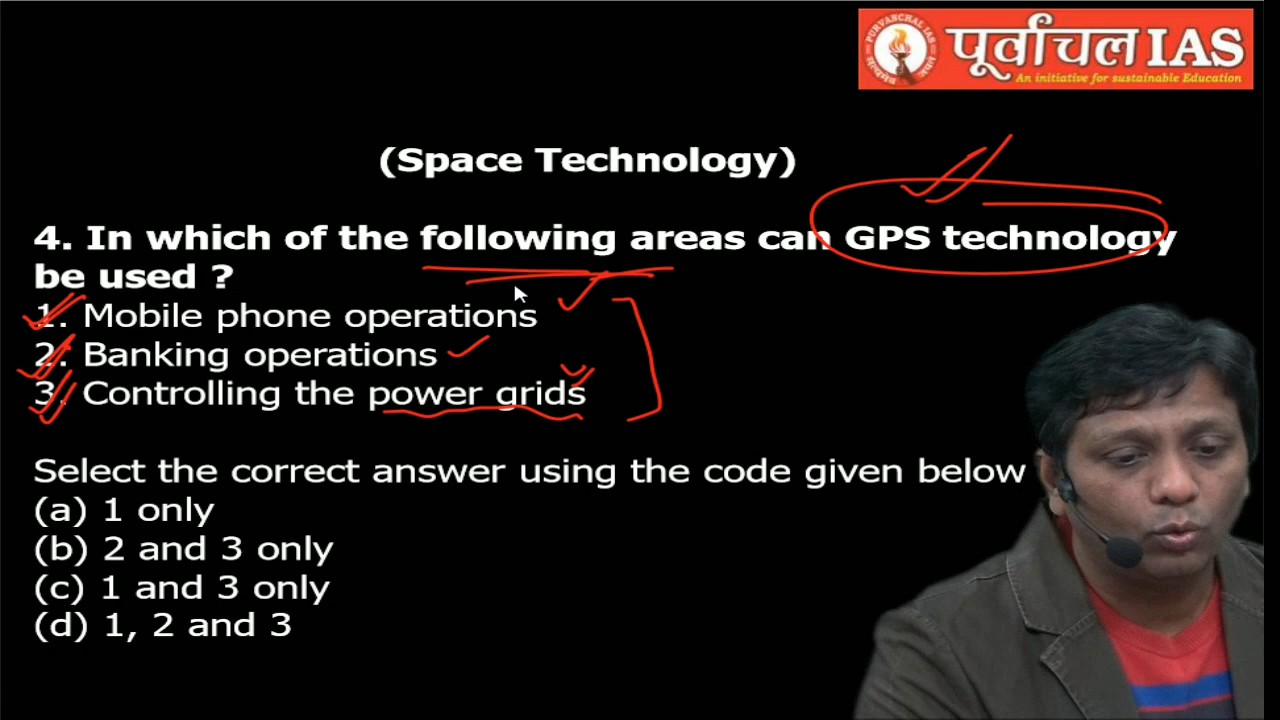 PURVANCHAL IAS
पूर्वांचल IAS
An initiative for sustainable Education
(Space Technology)
4. In which of the following areas can GPS technology
be used ?
1. Mobile phone operations
2. Banking operations
3. Controlling the power grids
Select the correct answer using the code given below
(a) 1 only
(b) 2 and 3 only
(c) 1 and 3 only
(d) 1, 2 and 3